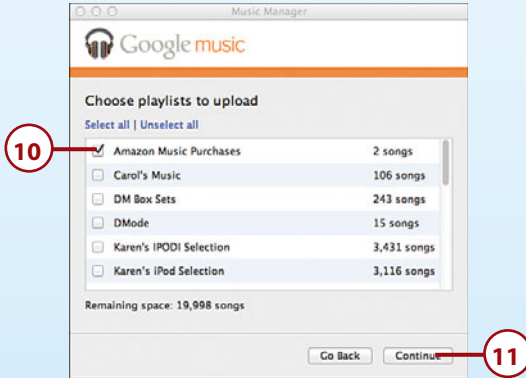 Music Manager
Google music
Choose playlists to upload
Select all | Unselect all
10
Amazon Music Purchases 2 songs
Carol's Music 106 songs
DM Box Sets 243 songs
DMode 15 songs
Karen's IPODI Selection 3,431 songs
Karen's iPod Selection 3,116 songs
Remaining space: 19,998 songs
Go Back Continue 11